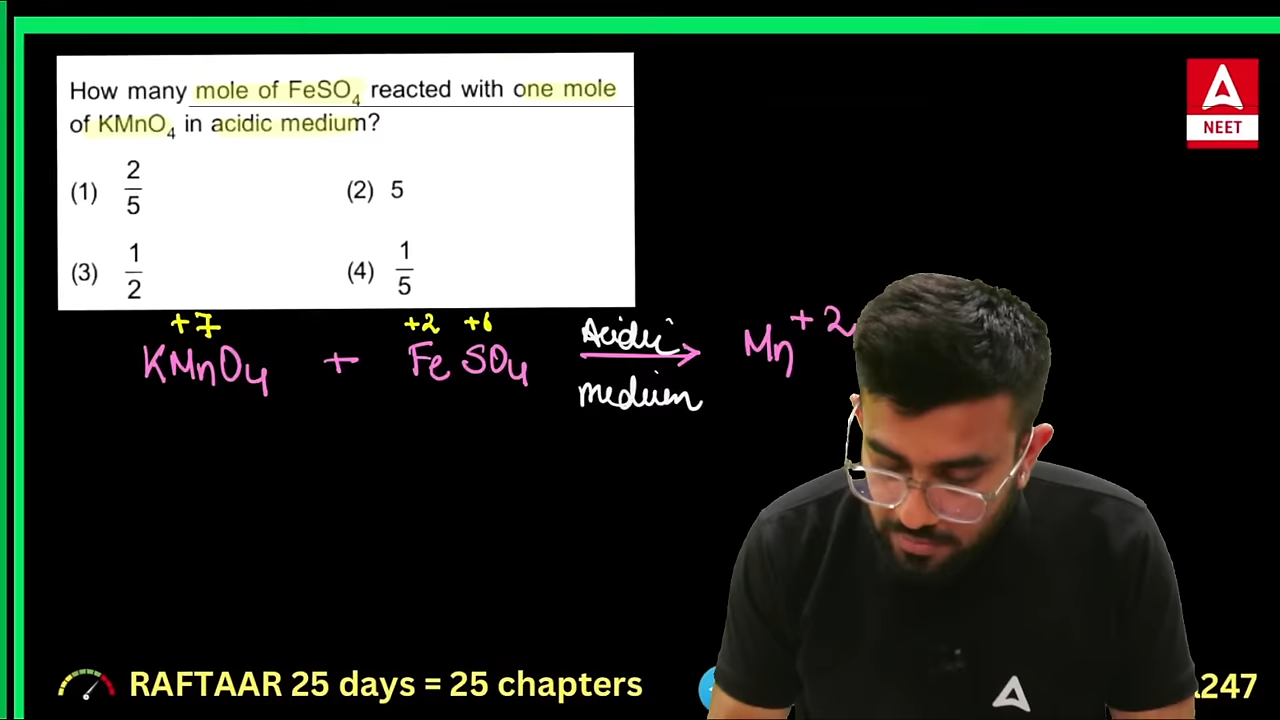 How many mole of FeSO₄ reacted with one mole
of KMnO₄ in acidic medium?
(1) 2/5
(2) 5
(3) 1/2
(4) 1/5
NEET
+7 +2 +6
KMnO₄ + FeSO₄ Acidic medium → Mn⁺²
RAFTAAR 25 days = 25 chapters
247